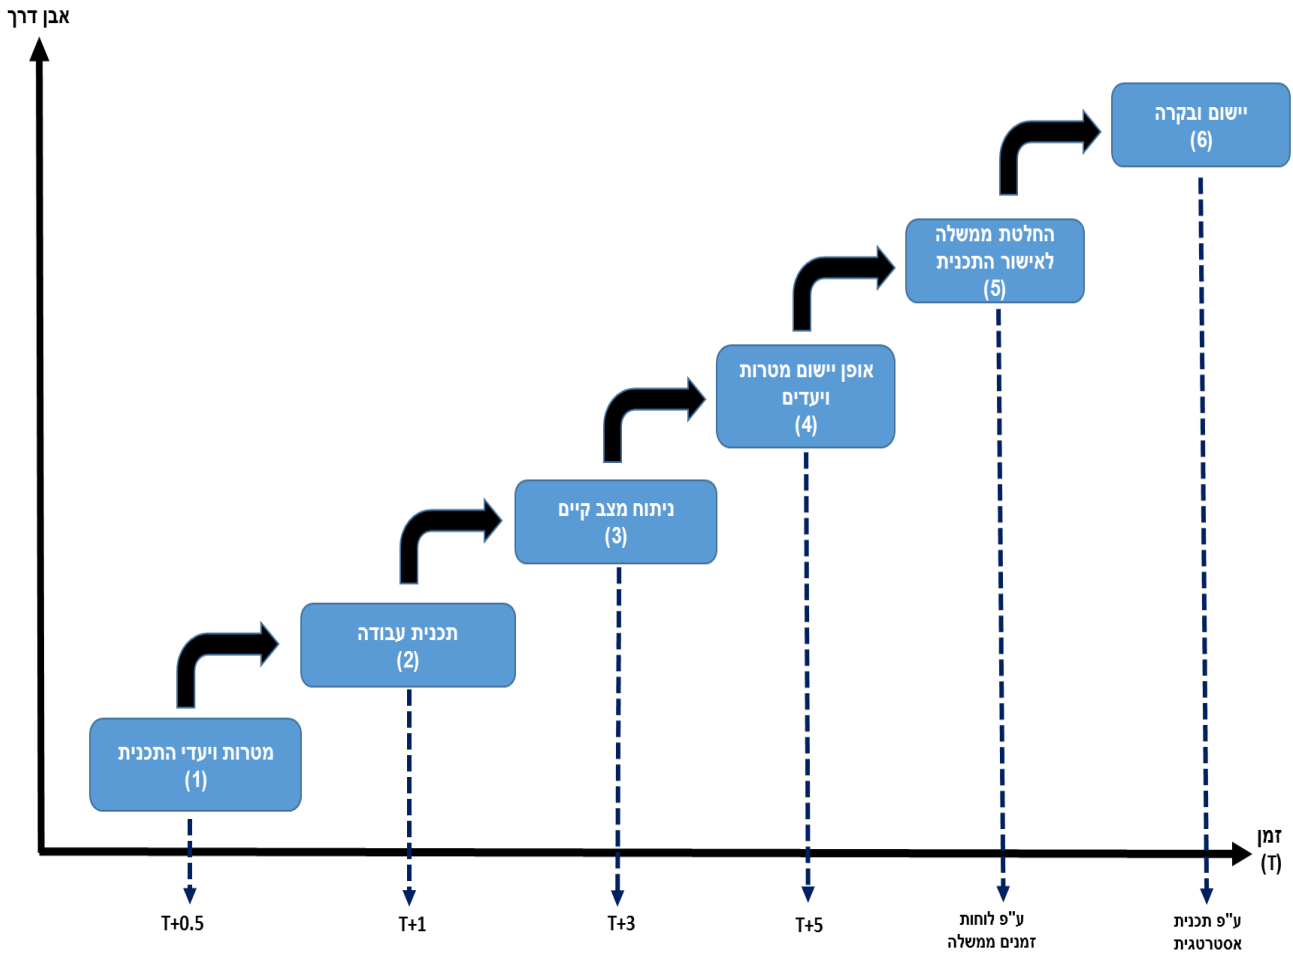 אבן דרך
יישום ובקרה
(6)
החלטת ממשלה
לאישור התכנית
(5)
אופן יישום מטרות
ויעדים
(4)
ניתוח מצב קיים
(3)
תכנית עבודה
(2)
מטרות ויעדי התכנית
(1)
זמן
(T)
T+0.5
T+1
T+3
T+5
ע"פ לוחות
זמנים ממשלה
ע"פ תכנית
אסטרטגית